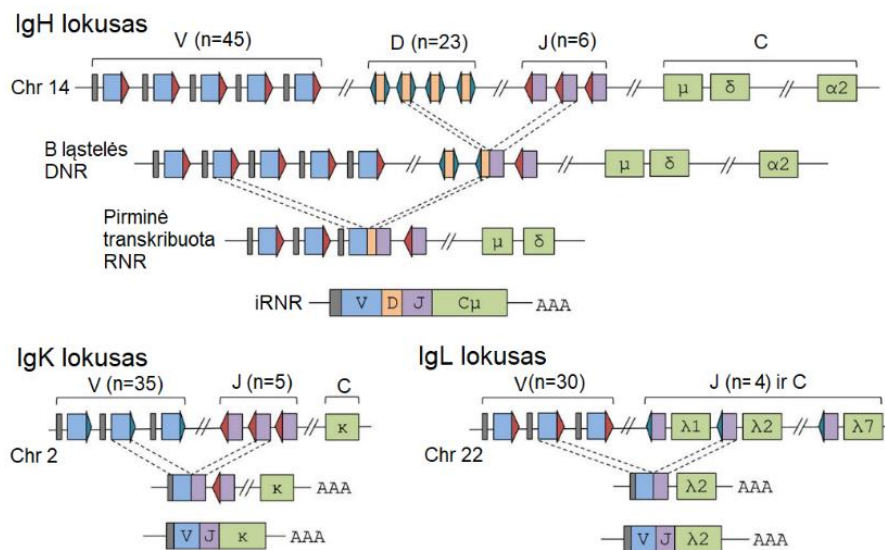 IgH lokusas
V (n=45) D (n=23) J (n=6) C
Chr 14 // // // μ δ // α2
B ląstelės
DNR // // μ δ // α2
Pirminė
transkribuota
RNR // μ δ
iRNR V D J Cμ AAA
IgK lokusas
V (n=35) J (n=5) C
// // κ
Chr 2
// κ AAA
V J κ AAA
IgL lokusas
V(n=30) J (n=4) ir C
// λ1 λ2 // λ7
Chr 22
λ2 AAA
V J λ2 AAA